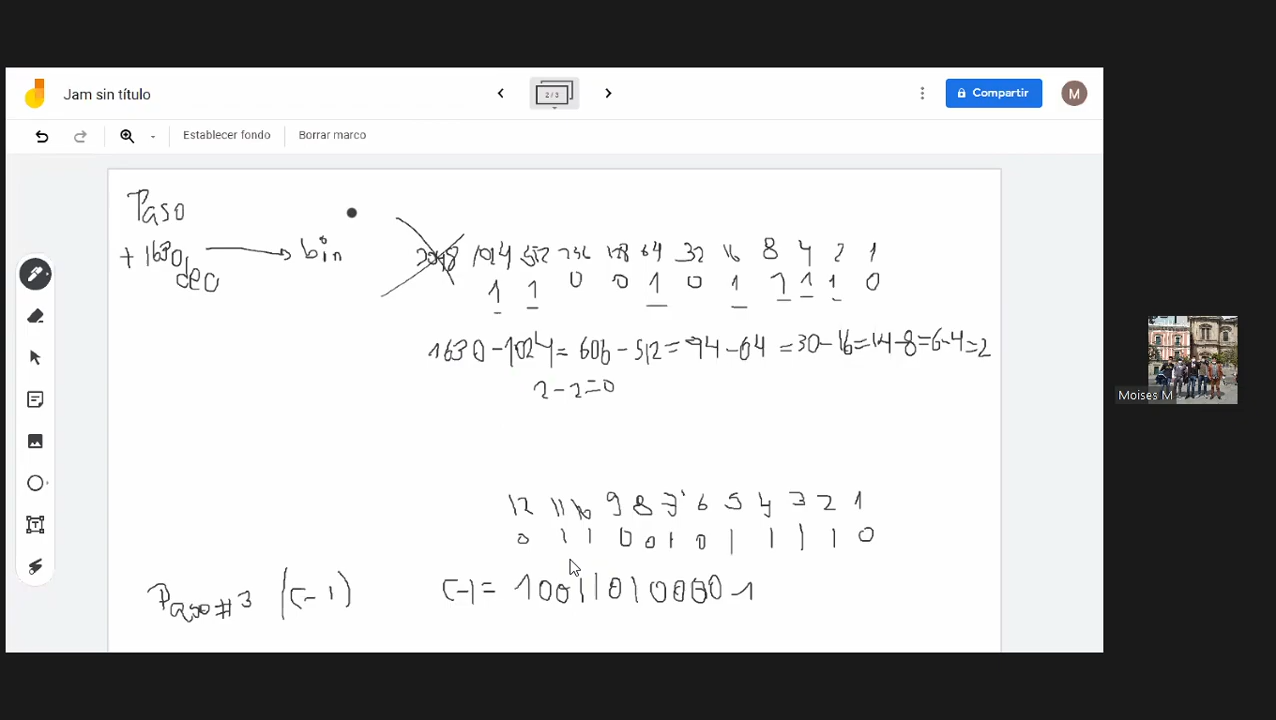 Jam sin título
2 / 3
Compartir
M
Establecer fondo
Borrar marco
Paso
+1630 dec → bin
2048 1024 512 256 128 64 32 16 8 4 2 1
1 1 0 0 1 0 1 1 1 1 0
1630-1024= 606-512=94-64 =30-16=14-8=6-4=2
2-2=0
12 11 10 9 8 7 6 5 4 3 2 1
0 1 1 0 0 1 0 1 1 1 1 0
Paso#3 (C-1)
C-1= 100110100001
Moises M